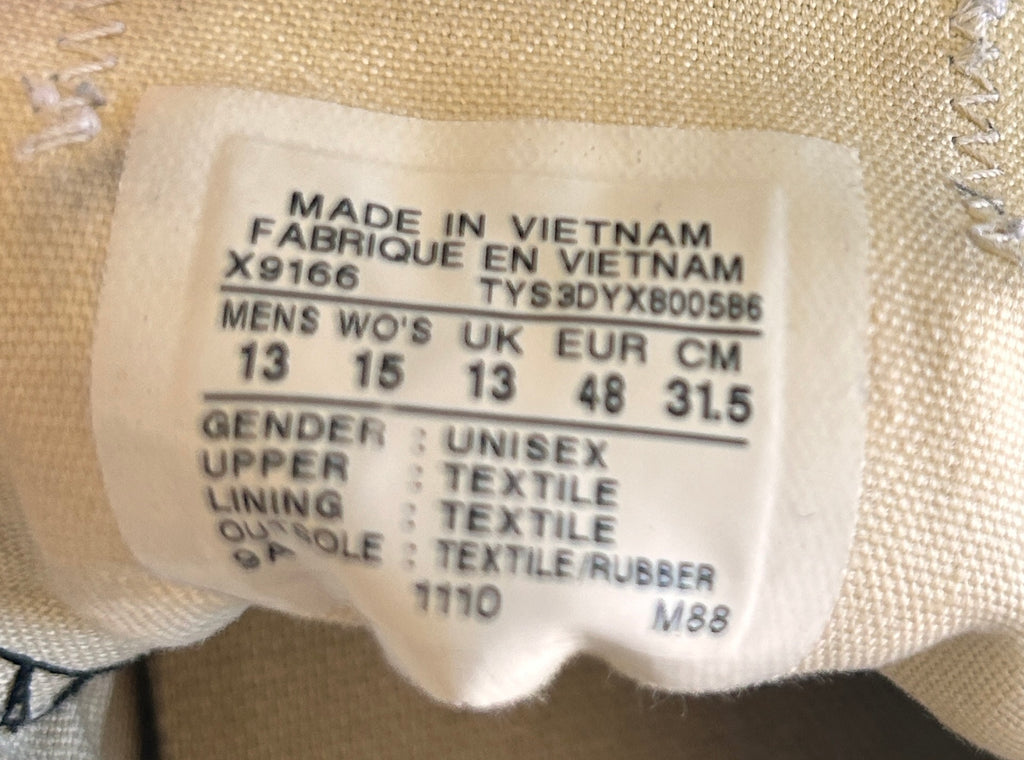 MADE IN VIETNAM
FABRIQUE EN VIETNAM
X9166 TYS3DYX800586
MENS WO'S UK EUR CM
13 15 13 48 31.5
GENDER : UNISEX
UPPER : TEXTILE
LINING : TEXTILE
OUTSOLE : TEXTILE/RUBBER
9A 1110 M88